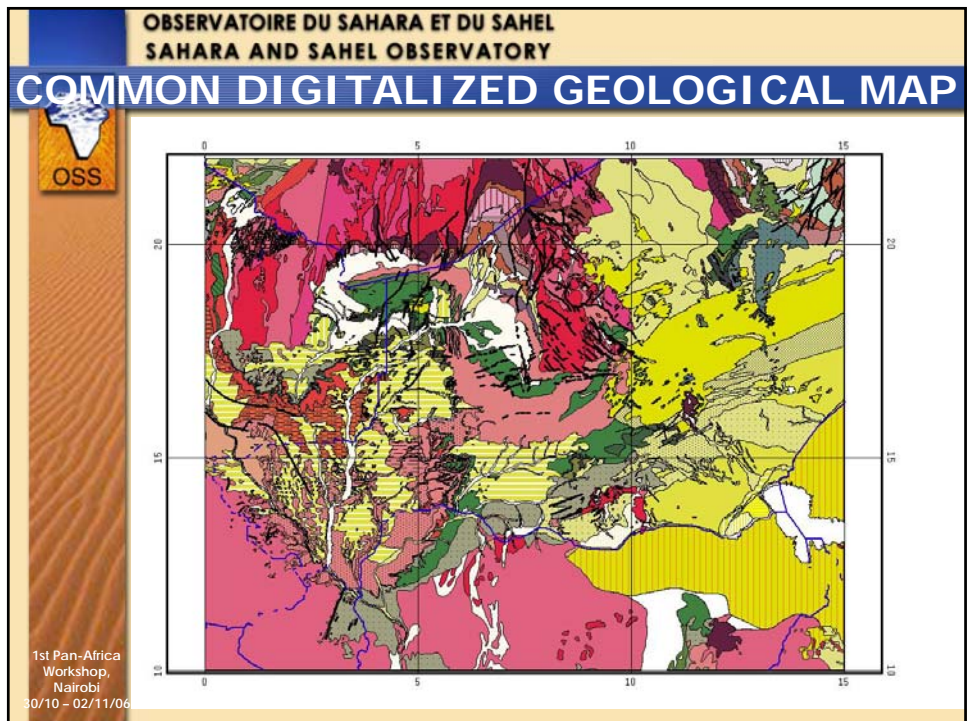 OBSERVATOIRE DU SAHARA ET DU SAHEL
SAHARA AND SAHEL OBSERVATORY
COMMON DIGITALIZED GEOLOGICAL MAP
OSS
0 5 10 15
20 20
15 15
10 10
0 5 10 15
1st Pan-Africa
Workshop,
Nairobi
30/10 – 02/11/06